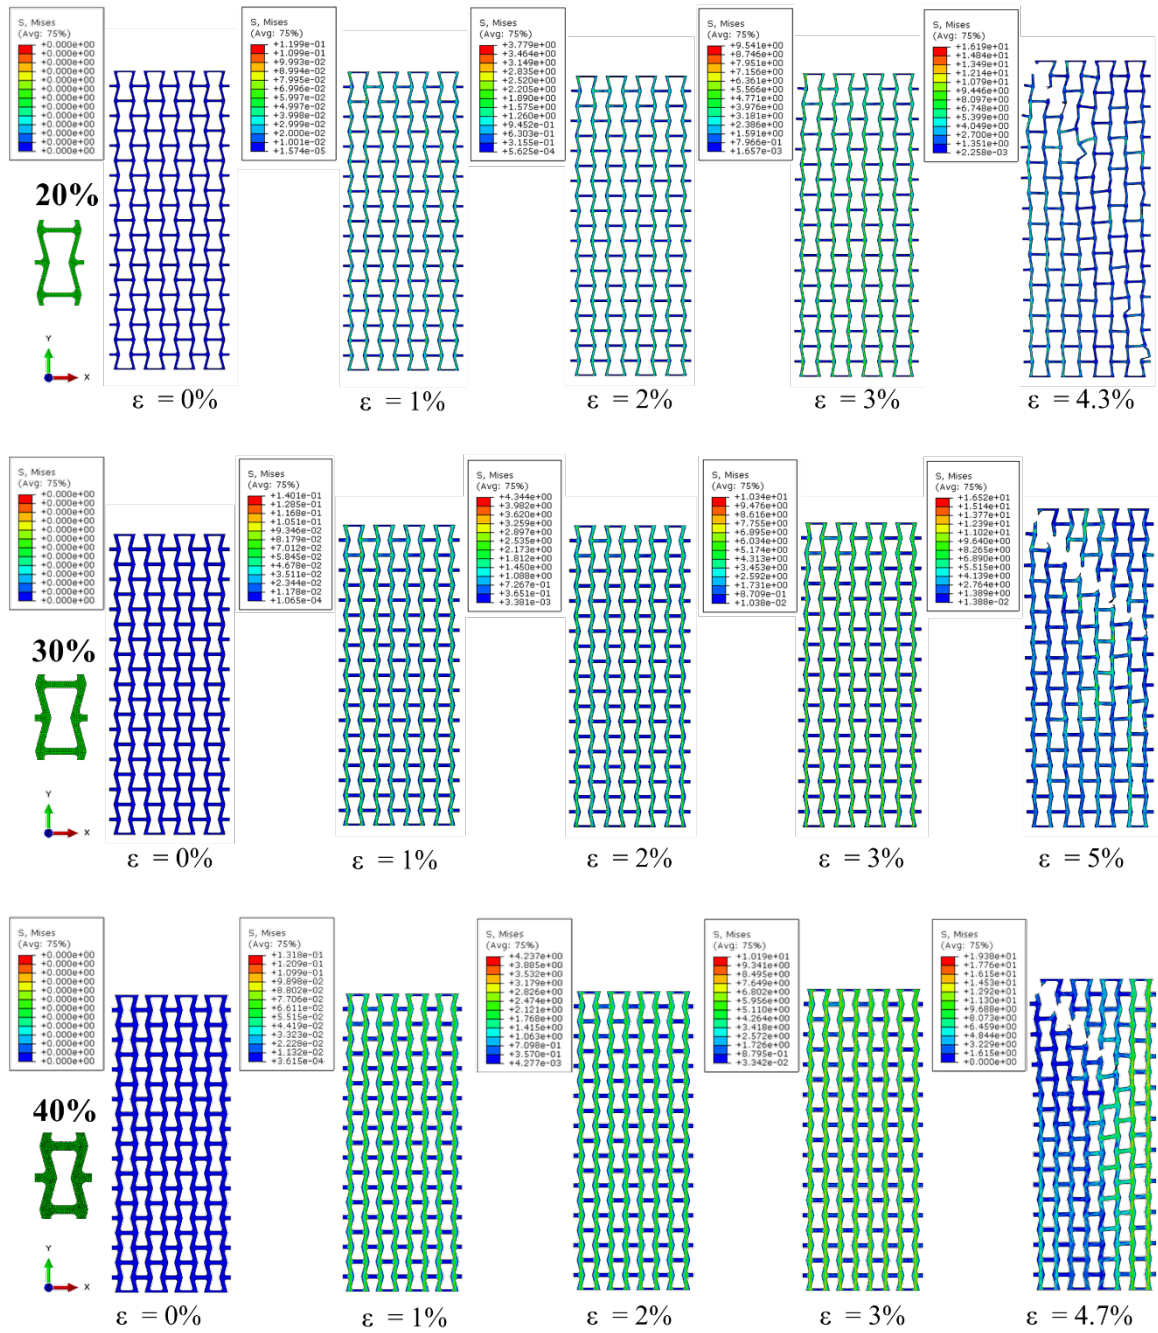 S, Mises
(Avg: 75%)
+0.000e+00
+0.000e+00
+0.000e+00
+0.000e+00
+0.000e+00
+0.000e+00
+0.000e+00
+0.000e+00
+0.000e+00
+0.000e+00
+0.000e+00
+0.000e+00
+0.000e+00
S, Mises
(Avg: 75%)
+1.199e-01
+1.099e-01
+9.993e-02
+8.994e-02
+7.995e-02
+6.996e-02
+5.997e-02
+4.997e-02
+3.998e-02
+2.999e-02
+2.000e-02
+1.001e-02
+1.574e-05
S, Mises
(Avg: 75%)
+3.779e+00
+3.464e+00
+3.149e+00
+2.835e+00
+2.520e+00
+2.205e+00
+1.890e+00
+1.575e+00
+1.260e+00
+9.452e-01
+6.303e-01
+3.155e-01
+5.625e-04
S, Mises
(Avg: 75%)
+9.541e+00
+8.746e+00
+7.951e+00
+7.156e+00
+6.361e+00
+5.566e+00
+4.771e+00
+3.976e+00
+3.181e+00
+2.386e+00
+1.591e+00
+7.966e-01
+1.657e-03
S, Mises
(Avg: 75%)
+1.619e+01
+1.484e+01
+1.349e+01
+1.214e+01
+1.079e+01
+9.446e+00
+8.097e+00
+6.748e+00
+5.399e+00
+4.049e+00
+2.700e+00
+1.351e+00
+2.258e-03
20%
Y
X
ε = 0%
ε = 1%
ε = 2%
ε = 3%
ε = 4.3%
S, Mises
(Avg: 75%)
+0.000e+00
+0.000e+00
+0.000e+00
+0.000e+00
+0.000e+00
+0.000e+00
+0.000e+00
+0.000e+00
+0.000e+00
+0.000e+00
+0.000e+00
+0.000e+00
+0.000e+00
S, Mises
(Avg: 75%)
+1.401e-01
+1.285e-01
+1.168e-01
+1.051e-01
+9.346e-02
+8.179e-02
+7.012e-02
+5.845e-02
+4.678e-02
+3.511e-02
+2.344e-02
+1.178e-02
+1.065e-04
S, Mises
(Avg: 75%)
+4.344e+00
+3.982e+00
+3.620e+00
+3.259e+00
+2.897e+00
+2.535e+00
+2.173e+00
+1.812e+00
+1.450e+00
+1.088e+00
+7.267e-01
+3.651e-01
+3.381e-03
S, Mises
(Avg: 75%)
+1.034e+01
+9.476e+00
+8.616e+00
+7.755e+00
+6.895e+00
+6.034e+00
+5.174e+00
+4.313e+00
+3.453e+00
+2.592e+00
+1.731e+00
+8.709e-01
+1.038e-02
S, Mises
(Avg: 75%)
+1.652e+01
+1.514e+01
+1.377e+01
+1.239e+01
+1.102e+01
+9.640e+00
+8.265e+00
+6.890e+00
+5.515e+00
+4.139e+00
+2.764e+00
+1.389e+00
+1.388e-02
30%
Y
X
ε = 0%
ε = 1%
ε = 2%
ε = 3%
ε = 5%
S, Mises
(Avg: 75%)
+0.000e+00
+0.000e+00
+0.000e+00
+0.000e+00
+0.000e+00
+0.000e+00
+0.000e+00
+0.000e+00
+0.000e+00
+0.000e+00
+0.000e+00
+0.000e+00
+0.000e+00
S, Mises
(Avg: 75%)
+1.318e-01
+1.209e-01
+1.099e-01
+9.898e-02
+8.802e-02
+7.706e-02
+6.611e-02
+5.515e-02
+4.419e-02
+3.323e-02
+2.228e-02
+1.132e-02
+3.615e-04
S, Mises
(Avg: 75%)
+4.237e+00
+3.885e+00
+3.532e+00
+3.179e+00
+2.826e+00
+2.474e+00
+2.121e+00
+1.768e+00
+1.415e+00
+1.063e+00
+7.098e-01
+3.570e-01
+4.277e-03
S, Mises
(Avg: 75%)
+1.019e+01
+9.341e+00
+8.495e+00
+7.649e+00
+6.802e+00
+5.956e+00
+5.110e+00
+4.264e+00
+3.418e+00
+2.572e+00
+1.726e+00
+8.795e-01
+3.342e-02
S, Mises
(Avg: 75%)
+1.938e+01
+1.776e+01
+1.615e+01
+1.453e+01
+1.292e+01
+1.130e+01
+9.688e+00
+8.073e+00
+6.459e+00
+4.844e+00
+3.229e+00
+1.615e+00
+0.000e+00
40%
Y
X
ε = 0%
ε = 1%
ε = 2%
ε = 3%
ε = 4.7%